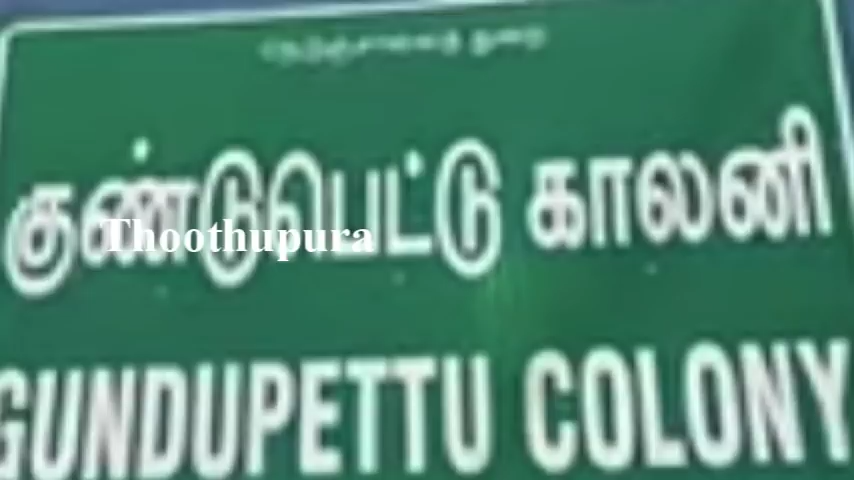 நெடுஞ்சாலைத் துறை
குண்டுபெட்டு காலனி
Thoothupura
GUNDUPETTU COLONY